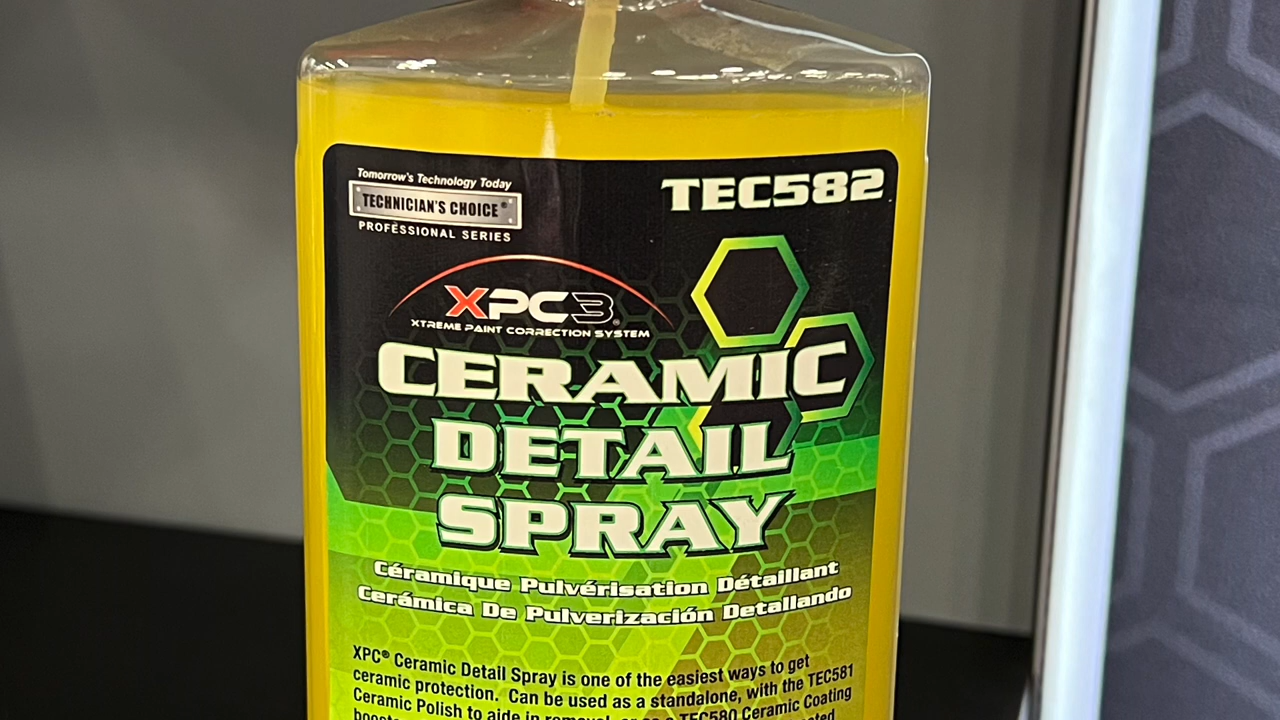 Tomorrow's Technology Today
TECHNICIAN'S CHOICE®
PROFESSIONAL SERIES
TEC582
XPC3®
XTREME PAINT CORRECTION SYSTEM
CERAMIC
DETAIL
SPRAY
Céramique Pulvérisation Détaillant
Cerámica De Pulverización Detallando
XPC® Ceramic Detail Spray is one of the easiest ways to get
ceramic protection. Can be used as a standalone, with the TEC581
Ceramic Polish to aide in removal, or as a TEC580 Ceramic Coating